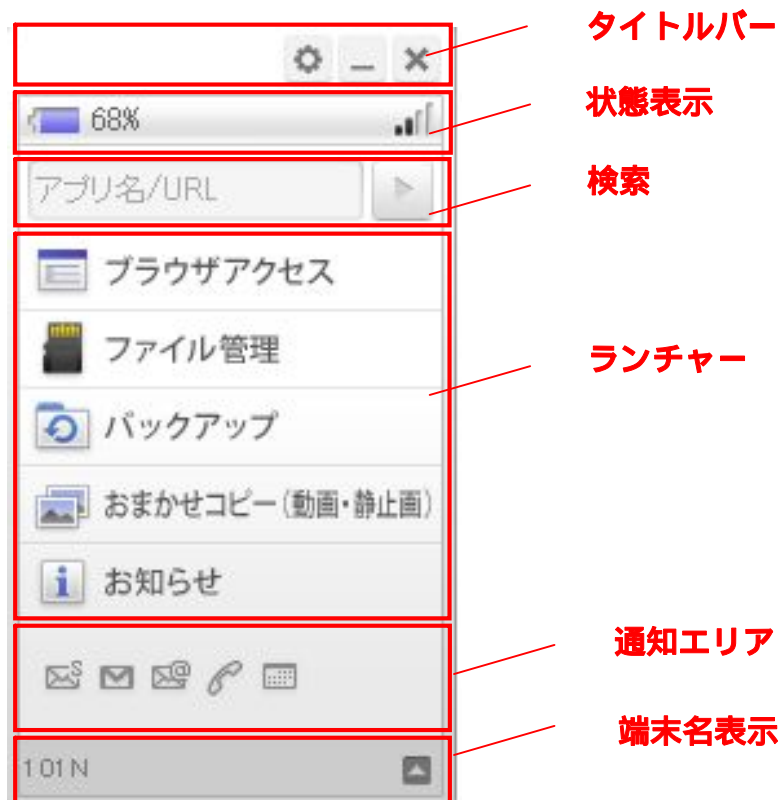 タイトルバー
68%
状態表示
アプリ名/URL
検索
ブラウザアクセス
ファイル管理
ランチャー
バックアップ
おまかせコピー(動画・静止画)
お知らせ
通知エリア
端末名表示
101N